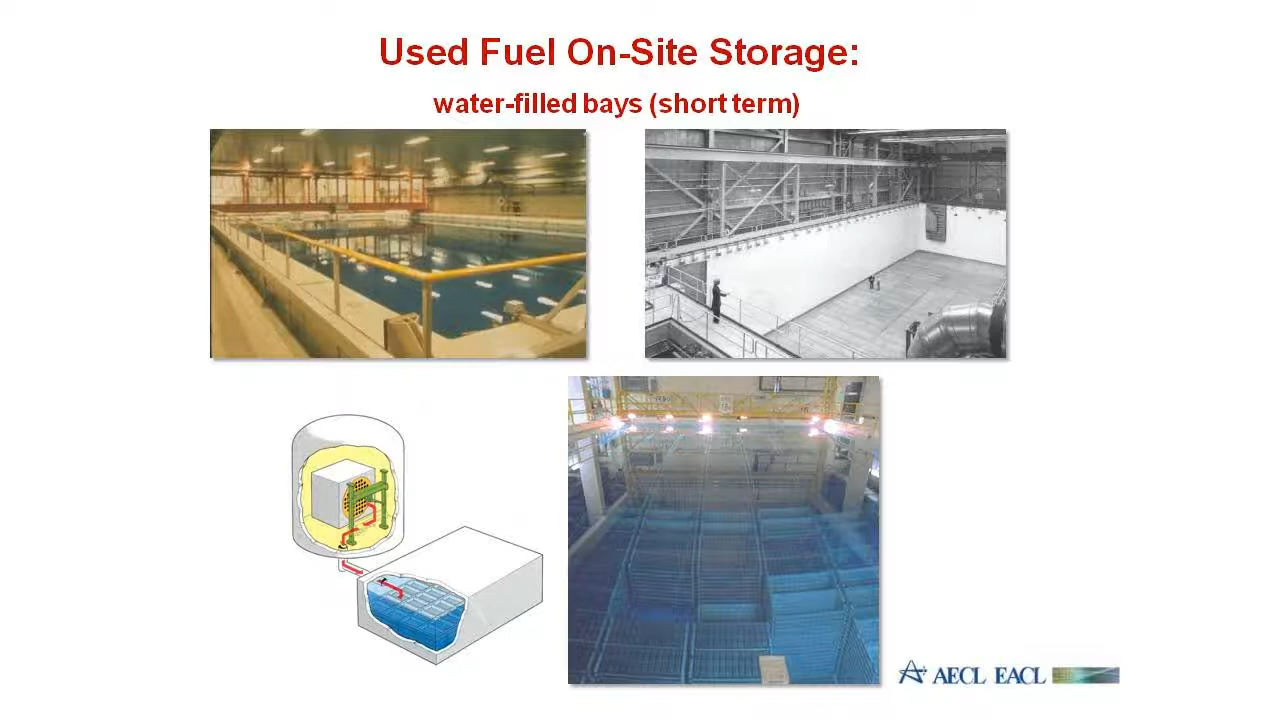 Used Fuel On-Site Storage:
water-filled bays (short term)
AECL EACL